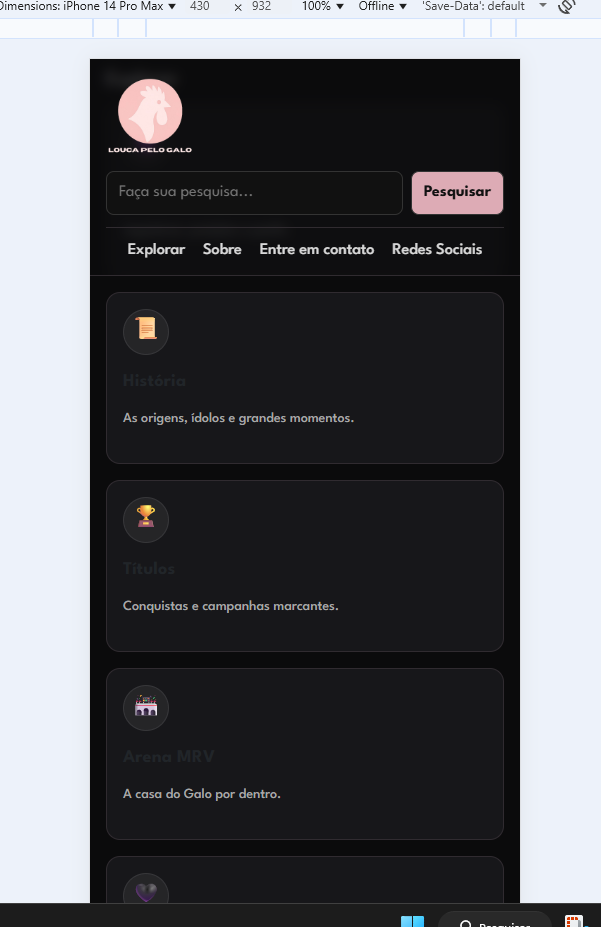 Dimensions: iPhone 14 Pro Max ▼ 430 × 932 100% ▼ Offline ▼ 'Save-Data': default
LOUCA PELO GALO
Faça sua pesquisa... Pesquisar
Explorar Sobre Entre em contato Redes Sociais
História
As origens, ídolos e grandes momentos.
Títulos
Conquistas e campanhas marcantes.
Arena MRV
A casa do Galo por dentro.
Pesquisar